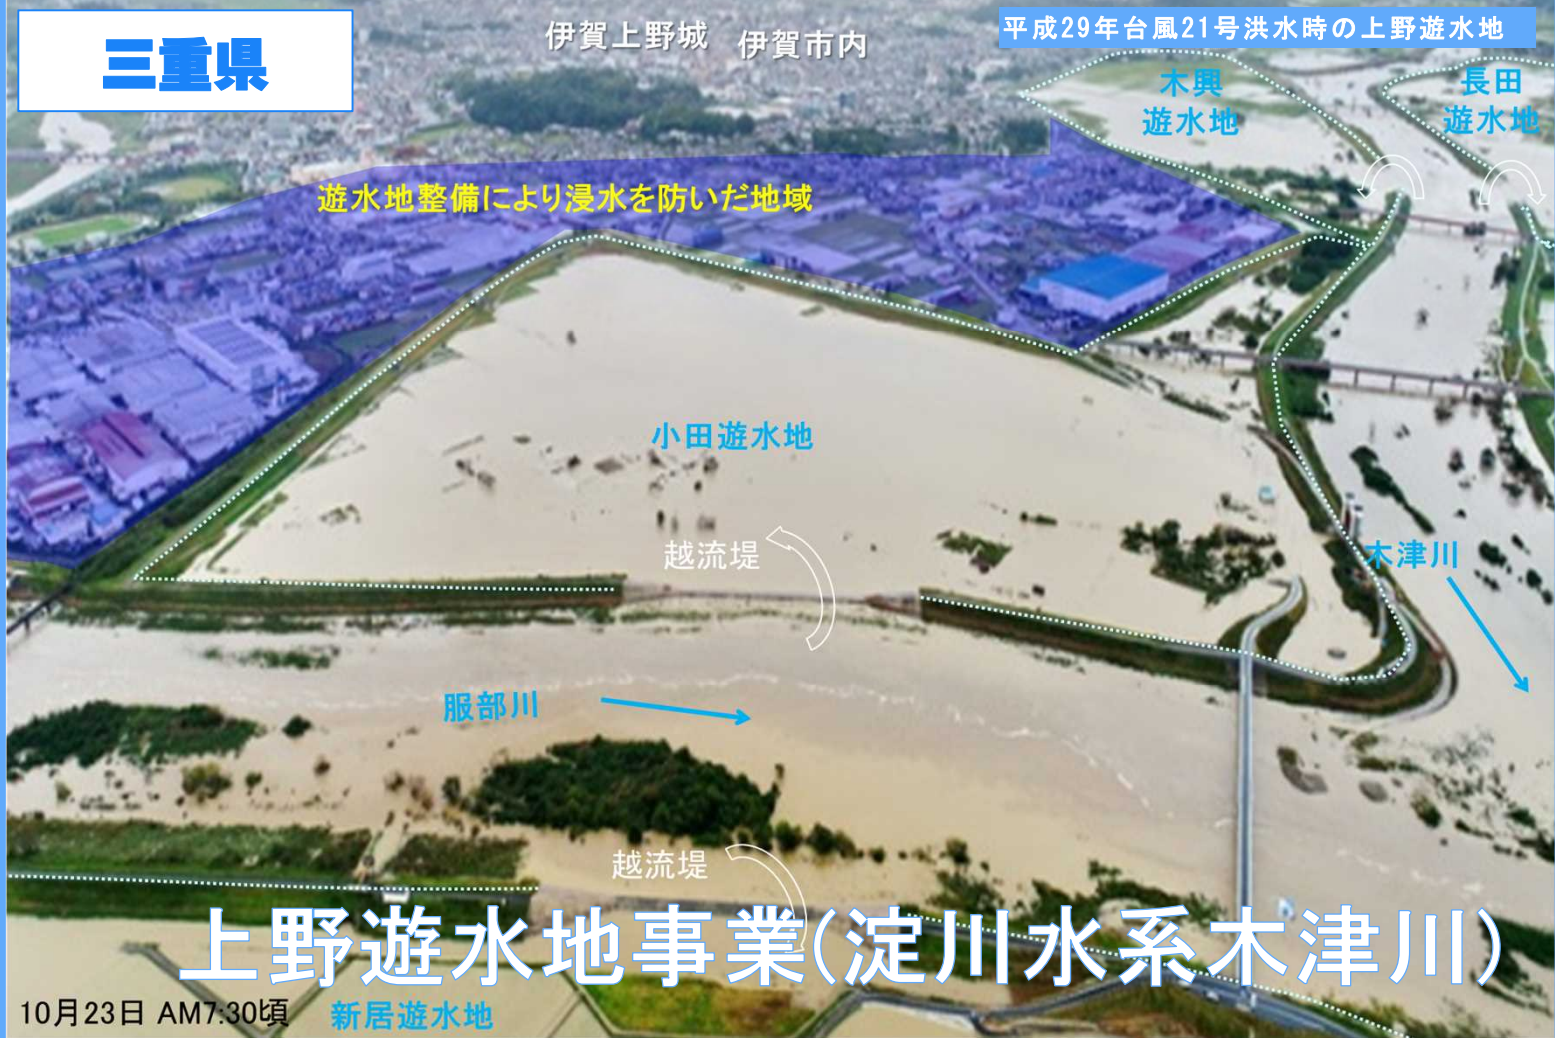 三重県
伊賀上野城
伊賀市内
平成29年台風21号洪水時の上野遊水地
木興
遊水地
長田
遊水地
遊水地整備により浸水を防いだ地域
小田遊水地
越流堤
木津川
服部川
越流堤
上野遊水地事業(淀川水系木津川)
10月23日 AM7:30頃
新居遊水地